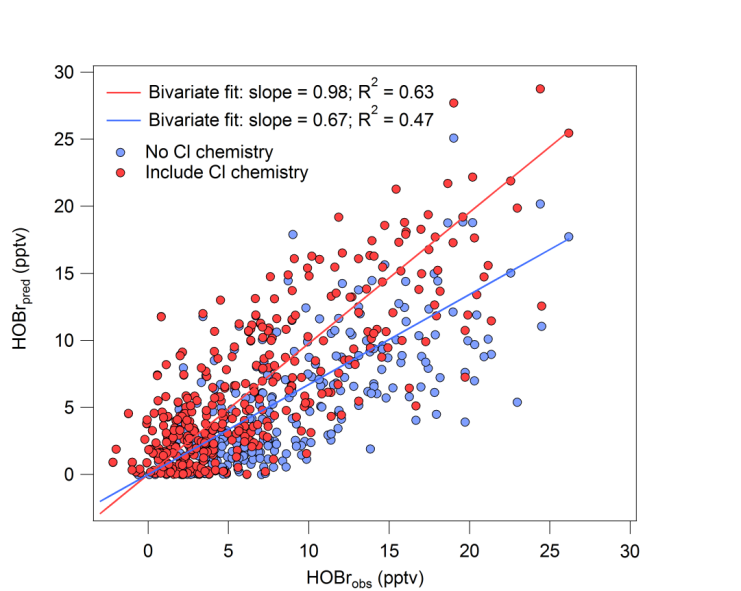 30
25
20
15
10
5
0
HOBrpred (pptv)
Bivariate fit: slope = 0.98; R2 = 0.63
Bivariate fit: slope = 0.67; R2 = 0.47
No Cl chemistry
Include Cl chemistry
0 5 10 15 20 25 30
HOBrobs (pptv)